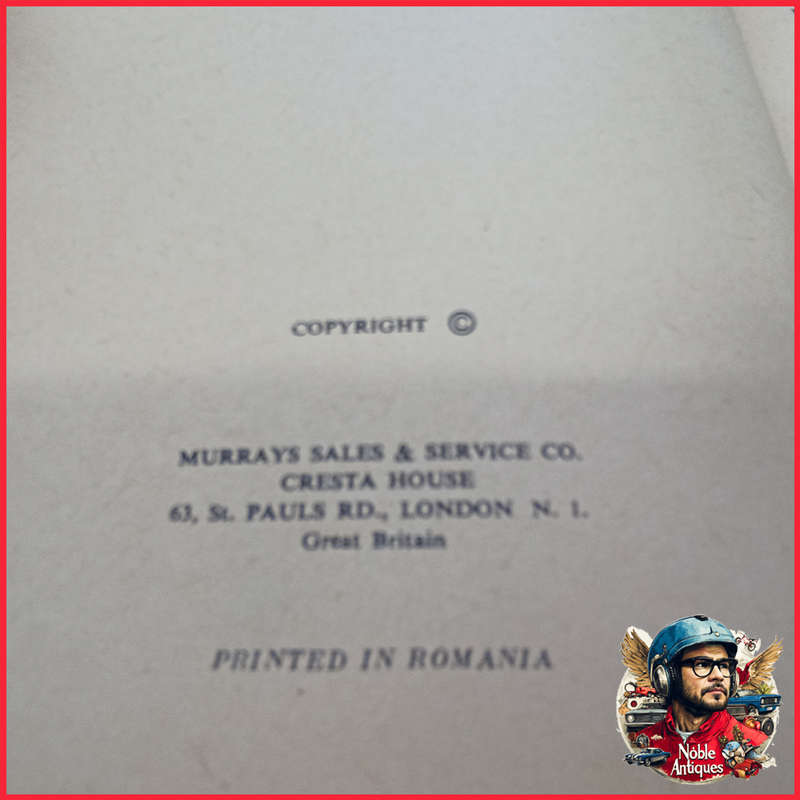 COPYRIGHT ©
MURRAYS SALES & SERVICE CO.
CRESTA HOUSE
63, St. PAULS RD., LONDON N. 1.
Great Britain
PRINTED IN ROMANIA
Noble
Antiques